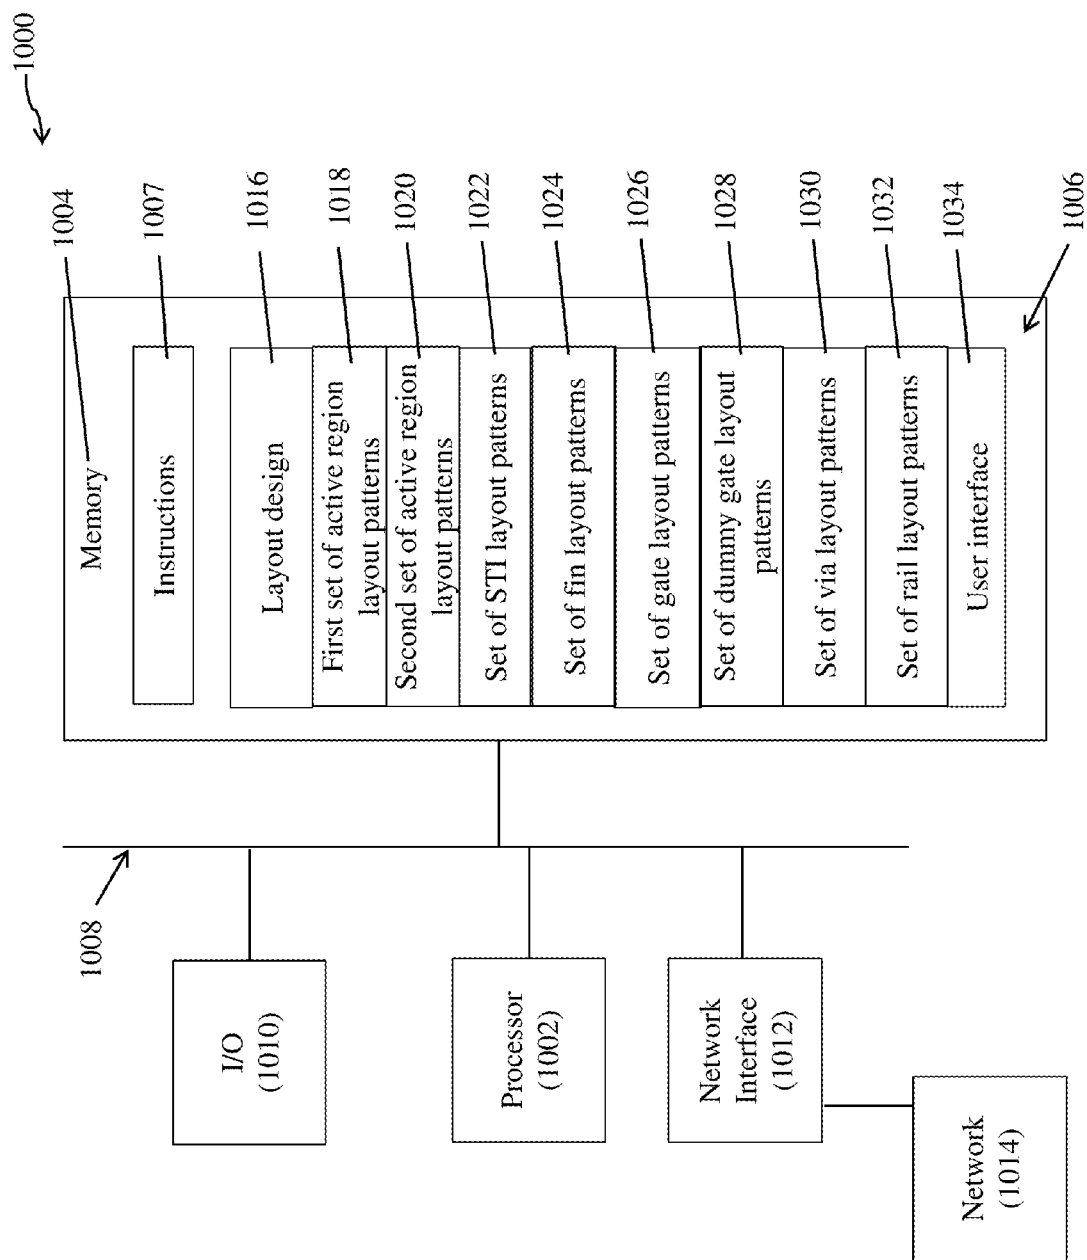 1000
1004
Memory
1007
Instructions
1008
I/O
(1010)
1016
Layout design
1018
First set of active region
layout patterns
1020
Second set of active region
layout patterns
1022
Set of STI layout patterns
Processor
(1002)
1024
Set of fin layout patterns
1026
Set of gate layout patterns
1028
Set of dummy gate layout
patterns
Network
Interface
(1012)
1030
Set of via layout patterns
1032
Set of rail layout patterns
1034
User interface
1006
Network
(1014)